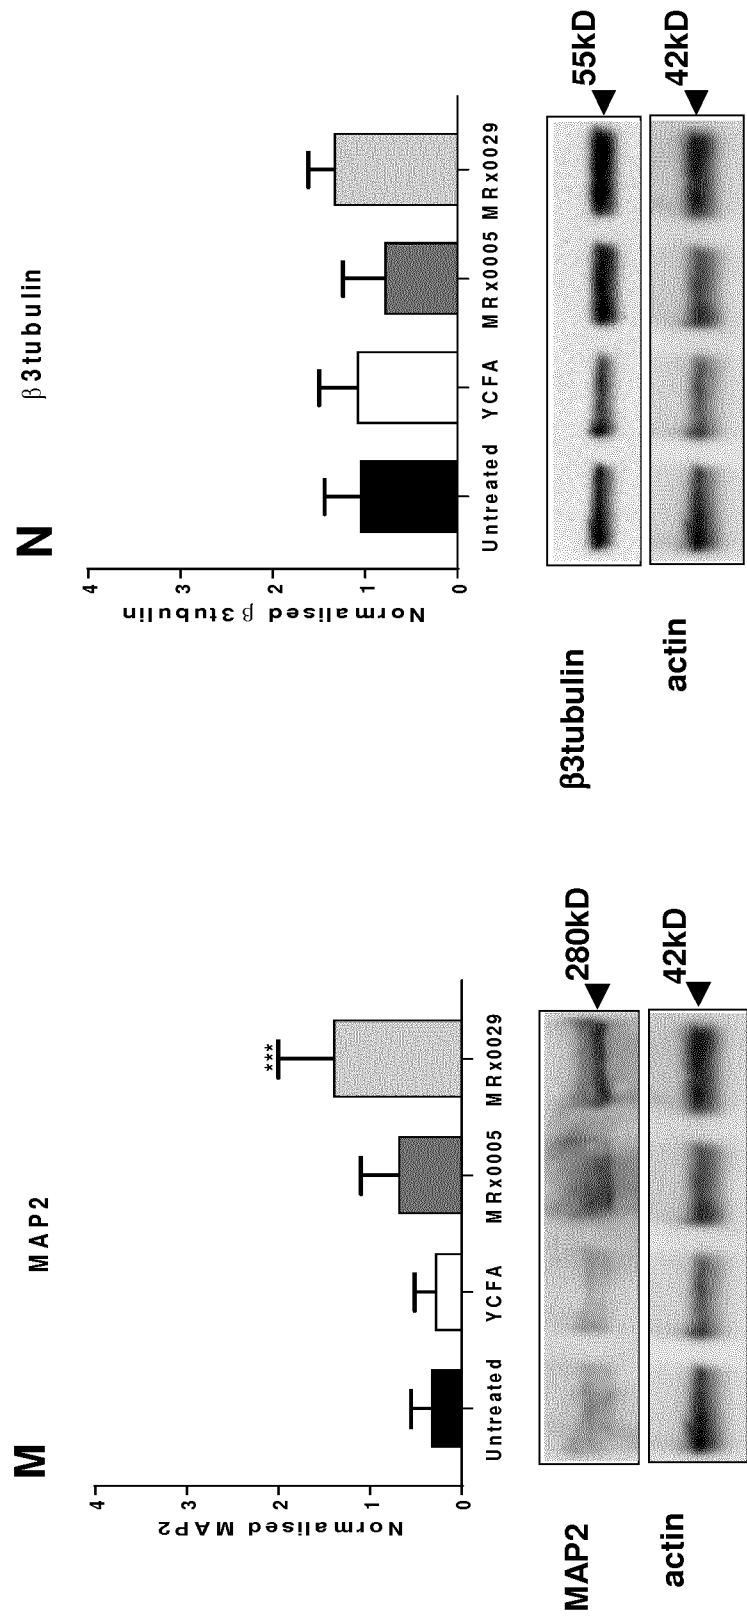 M
MAP2
Normalised MAP2
4
3
2
1
0
***
Untreated
YCFA
MRx0005
MRx0029
MAP2
280kD
actin
42kD
N
β3tubulin
Normalised β3tubulin
4
3
2
1
0
Untreated
YCFA
MRx0005
MRx0029
β3tubulin
55kD
actin
42kD